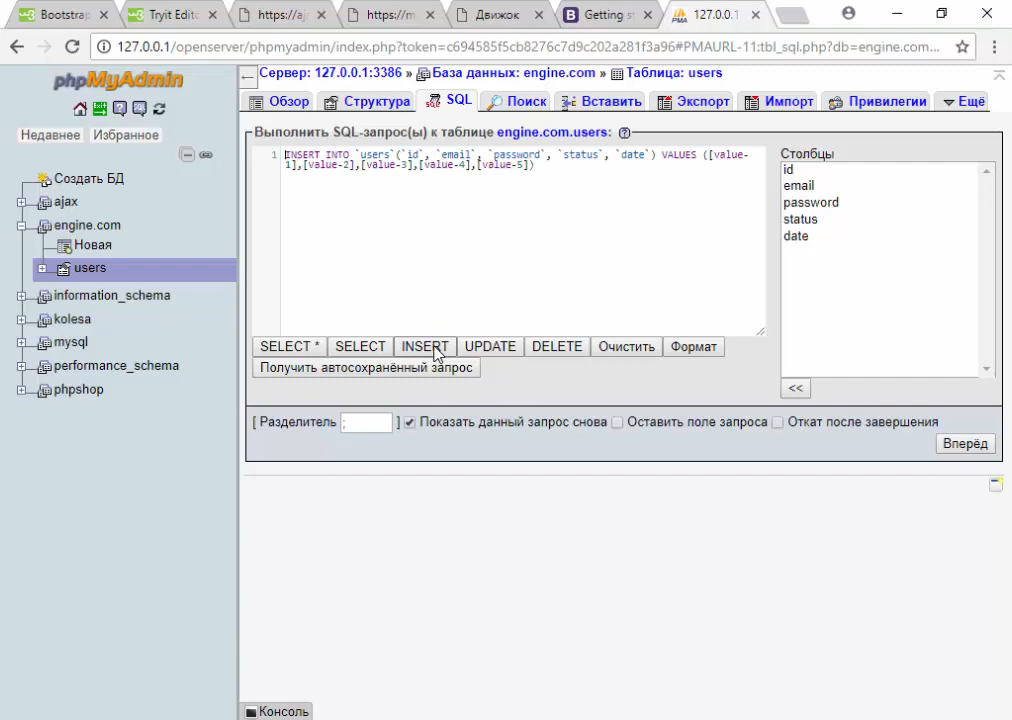 Bootstrap
Tryit Edito
https://aja
https://m
Движок
Getting st
127.0.0.1
127.0.0.1/openserver/phpmyadmin/index.php?token=c694585f5cb8276c7d9c202a281f3a96#PMAURL-11:tbl_sql.php?db=engine.com...
phpMyAdmin
Недавнее Избранное
Создать БД
ajax
engine.com
Новая
users
information_schema
kolesa
mysql
performance_schema
phpshop
Сервер: 127.0.0.1:3386 » База данных: engine.com » Таблица: users
Обзор Структура SQL Поиск Вставить Экспорт Импорт Привилегии Ещё
Выполнить SQL-запрос(ы) к таблице engine.com.users:
1 INSERT INTO `users`(`id`, `email`, `password`, `status`, `date`) VALUES ([value-
1],[value-2],[value-3],[value-4],[value-5])
Столбцы
id
email
password
status
date
SELECT * SELECT INSERT UPDATE DELETE Очистить Формат
Получить автосохранённый запрос
<<
[ Разделитель ; ] Показать данный запрос снова Оставить поле запроса Откат после завершения
Вперёд
Консоль